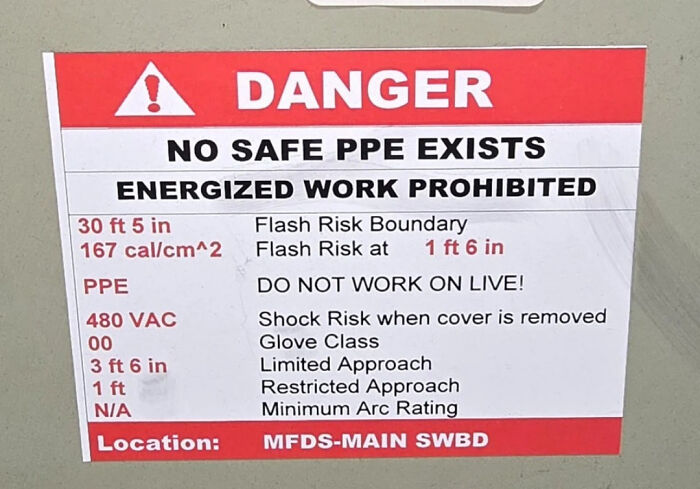 DANGER
NO SAFE PPE EXISTS
ENERGIZED WORK PROHIBITED
30 ft 5 in Flash Risk Boundary
167 cal/cm^2 Flash Risk at 1 ft 6 in
PPE DO NOT WORK ON LIVE!
480 VAC Shock Risk when cover is removed
00 Glove Class
3 ft 6 in Limited Approach
1 ft Restricted Approach
N/A Minimum Arc Rating
Location: MFDS-MAIN SWBD